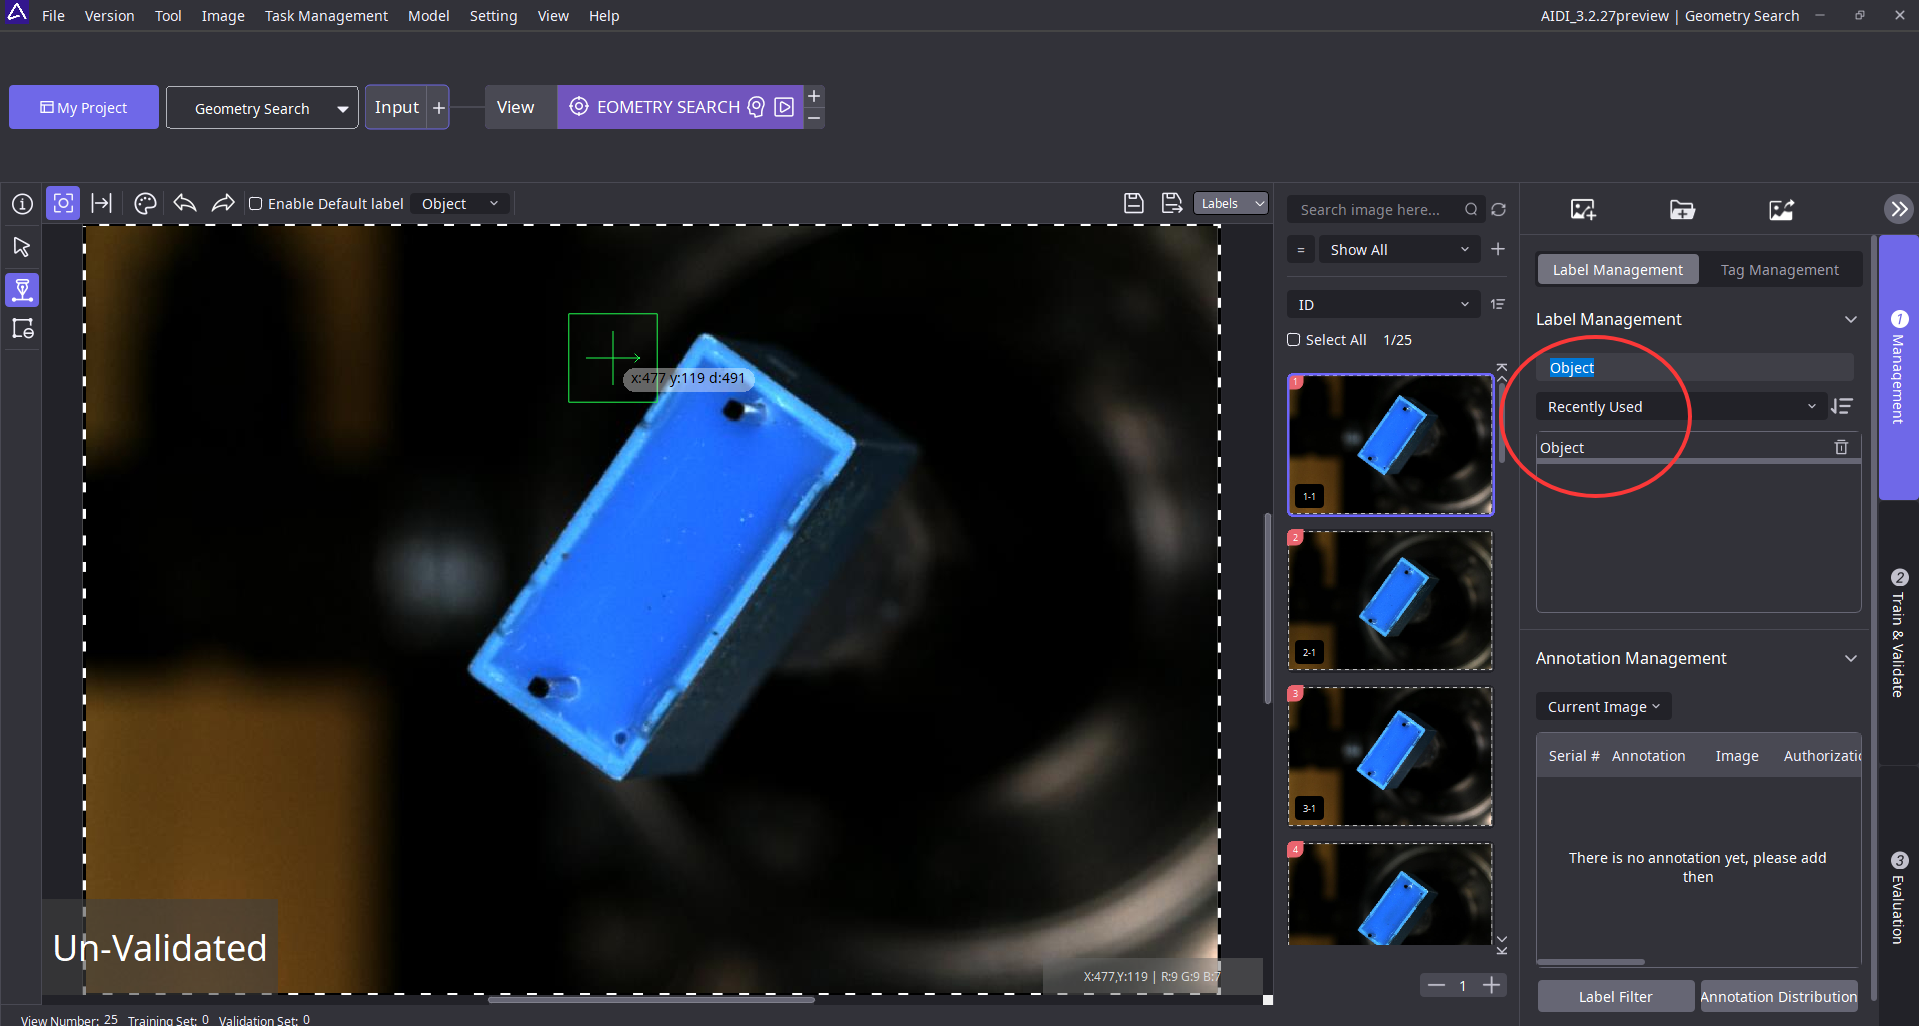 File Version Tool Image Task Management Model Setting View Help
AIDI_3.2.27preview | Geometry Search
My Project
Geometry Search
Input +
View
EOMETRY SEARCH
Enable Default label
Object
Labels
x:477 y:119 d:491
Un-Validated
X:477,Y:119 | R:9 G:9 B:7
View Number: 25 Training Set: 0 Validation Set: 0
Search image here...
= Show All
ID
Select All 1/25
1
1-1
2
2-1
3
3-1
4
1
Label Management Tag Management
Label Management
Object
Recently Used
Object
Annotation Management
Current Image
Serial # Annotation Image Authorizatio
There is no annotation yet, please add
then
Label Filter
Annotation Distribution
1 Management
2 Train & Validate
3 Evaluation